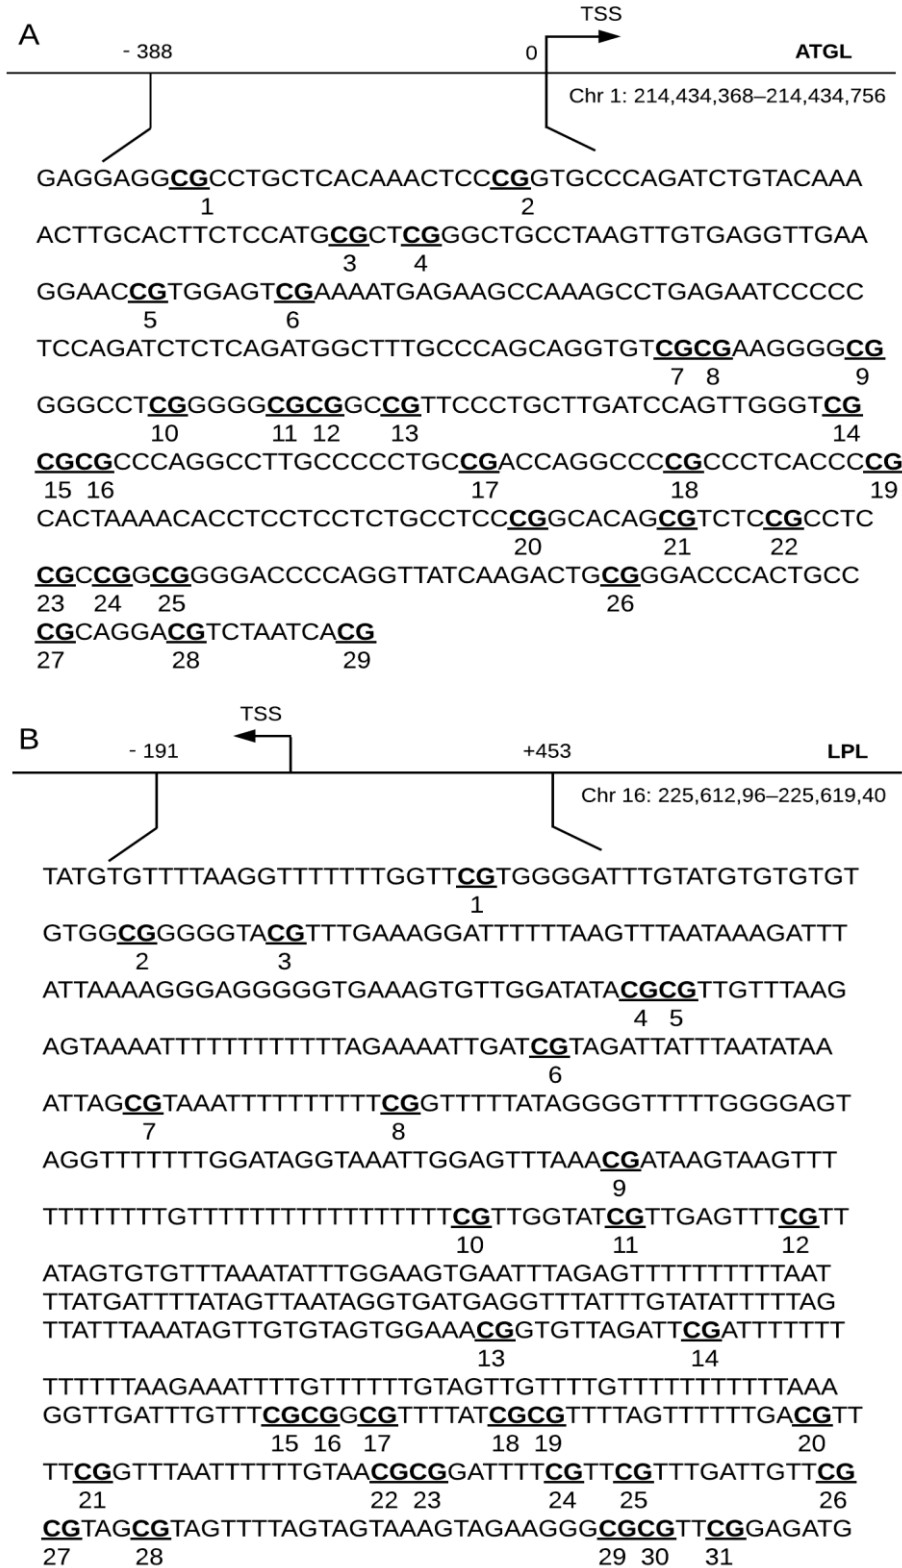 A
TSS
- 388
0
ATGL
Chr 1: 214,434,368–214,434,756
GAGGAGGCGCCTGCTCACAAACTCCCGGTGCCCAGATCTGTACAAA
1 2
ACTTGCACTTCTCCATGCGCTCGGGCTGCCTAAGTTGTGAGGTTGAA
3 4
GGAACCGTGGAGTCGAAAATGAGAAGCCAAAGCCTGAGAATCCCCC
5 6
TCCAGATCTCTCAGATGGCTTTGCCCAGCAGGTGTCGCGAAGGGGCG
7 8 9
GGGCCTCGGGGGCGCGGCCGTTCCCTGCTTGATCCAGTTGGGTCG
10 11 12 13 14
CGCGCCCAGGCCTTGCCCCCTGCCGACCAGGCCCCGCCCTCACCCCG
15 16 17 18 19
CACTAAAACACCTCCTCCTCTGCCTCCCGGCACAGCGTCTCCGCCTC
20 21 22
CGCCGGCGGGGACCCCAGGTTATCAAGACTGCGGGACCCACTGCC
23 24 25 26
CGCAGGACGTCTAATCACG
27 28 29
B
TSS
- 191
+453
LPL
Chr 16: 225,612,96–225,619,40
TATGTGTTTTAAGGTTTTTTTGGTTCGTGGGGATTTGTATGTGTGTGT
1
GTGGCGGGGGTACGTTTGAAAGGATTTTTTAAGTTTAATAAAGATTT
2 3
ATTAAAAGGGAGGGGGTGAAAGTGTTGGATATACGCGTTGTTTAAG
4 5
AGTAAAATTTTTTTTTTTTAGAAAATTGATCGTAGATTATTTAATATAA
6
ATTAGCGTAAATTTTTTTTTTCGGTTTTTATAGGGGTTTTTGGGGAGT
7 8
AGGTTTTTTTGGATAGGTAAATTGGAGTTTAAACGATAAGTAAGTTT
9
TTTTTTTTGTTTTTTTTTTTTTTTTTCGTTGGTATCGTTGAGTTTCGTT
10 11 12
ATAGTGTGTTTAAATATTTGGAAGTGAATTTAGAGTTTTTTTTTTAAT
TTATGATTTTATAGTTAATAGGTGATGAGGTTTATTTGTATATTTTTAG
TTATTTAAATAGTTGTGTAGTGGAAACGGTGTTAGATTCGATTTTTTT
13 14
TTTTTTAAGAAATTTTGTTTTTTGTAGTTGTTTTGTTTTTTTTTTTAAA
GGTTGATTTGTTTCGCGGCGTTTTATCGCGTTTTAGTTTTTTGACGTT
15 16 17 18 19 20
TTCGGTTTAATTTTTTGTAACGCGGATTTTCGTTCGTTTGATTGTTCG
21 22 23 24 25 26
CGTAGCGTAGTTTTAGTAGTAAAGTAGAAGGGCGCGTTCGGAGATG
27 28 29 30 31